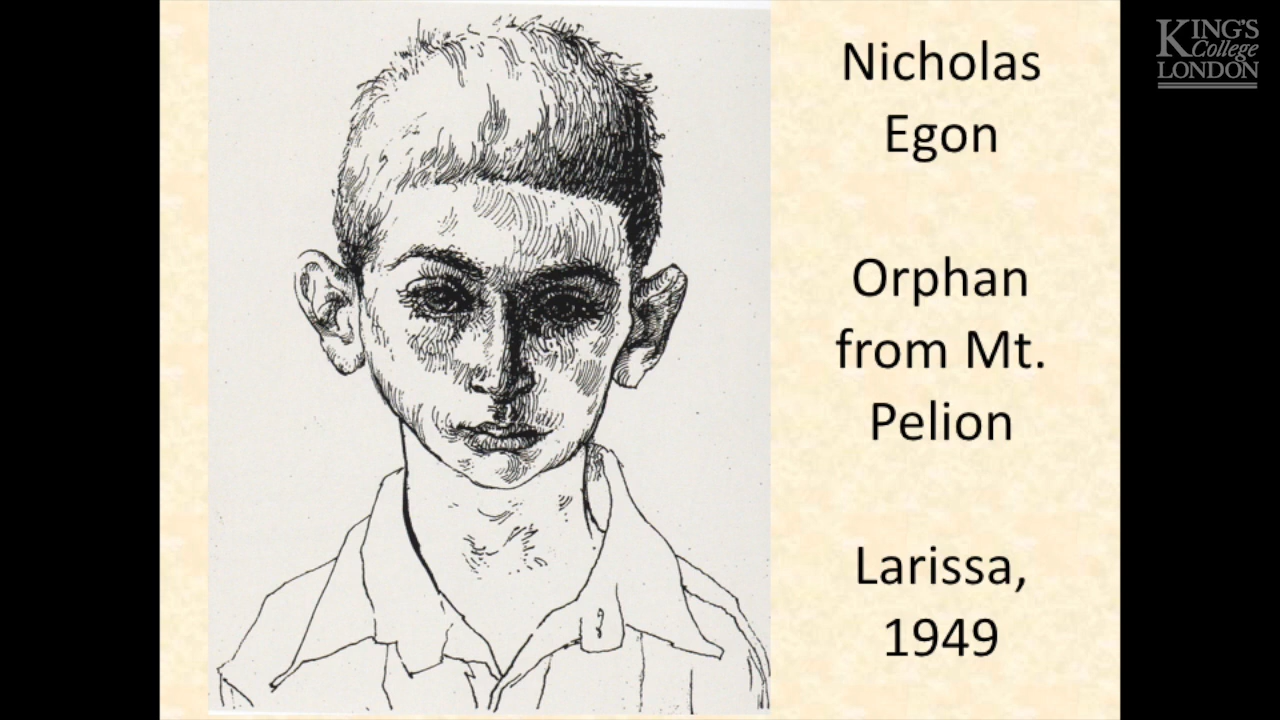 Nicholas
Egon
Orphan
from Mt.
Pelion
Larissa,
1949
KING'S
College
LONDON